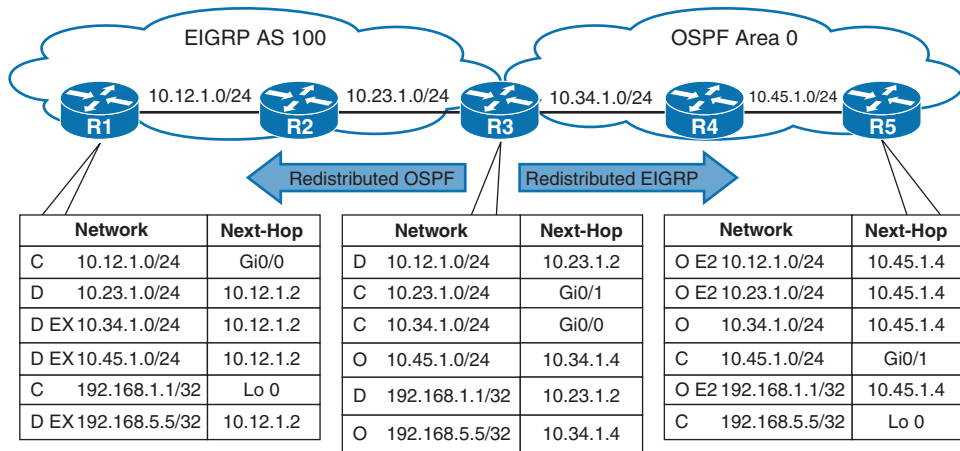 EIGRP AS 100
OSPF Area 0
10.12.1.0/24
10.23.1.0/24
10.34.1.0/24
10.45.1.0/24
R1
R2
R3
R4
R5
Redistributed OSPF
Redistributed EIGRP
Network Next-Hop
C 10.12.1.0/24 Gi0/0
D 10.23.1.0/24 10.12.1.2
D EX 10.34.1.0/24 10.12.1.2
D EX 10.45.1.0/24 10.12.1.2
C 192.168.1.1/32 Lo 0
D EX 192.168.5.5/32 10.12.1.2
Network Next-Hop
D 10.12.1.0/24 10.23.1.2
C 10.23.1.0/24 Gi0/1
C 10.34.1.0/24 Gi0/0
O 10.45.1.0/24 10.34.1.4
D 192.168.1.1/32 10.23.1.2
O 192.168.5.5/32 10.34.1.4
Network Next-Hop
O E2 10.12.1.0/24 10.45.1.4
O E2 10.23.1.0/24 10.45.1.4
O 10.34.1.0/24 10.45.1.4
C 10.45.1.0/24 Gi0/1
O E2 192.168.1.1/32 10.45.1.4
C 192.168.5.5/32 Lo 0